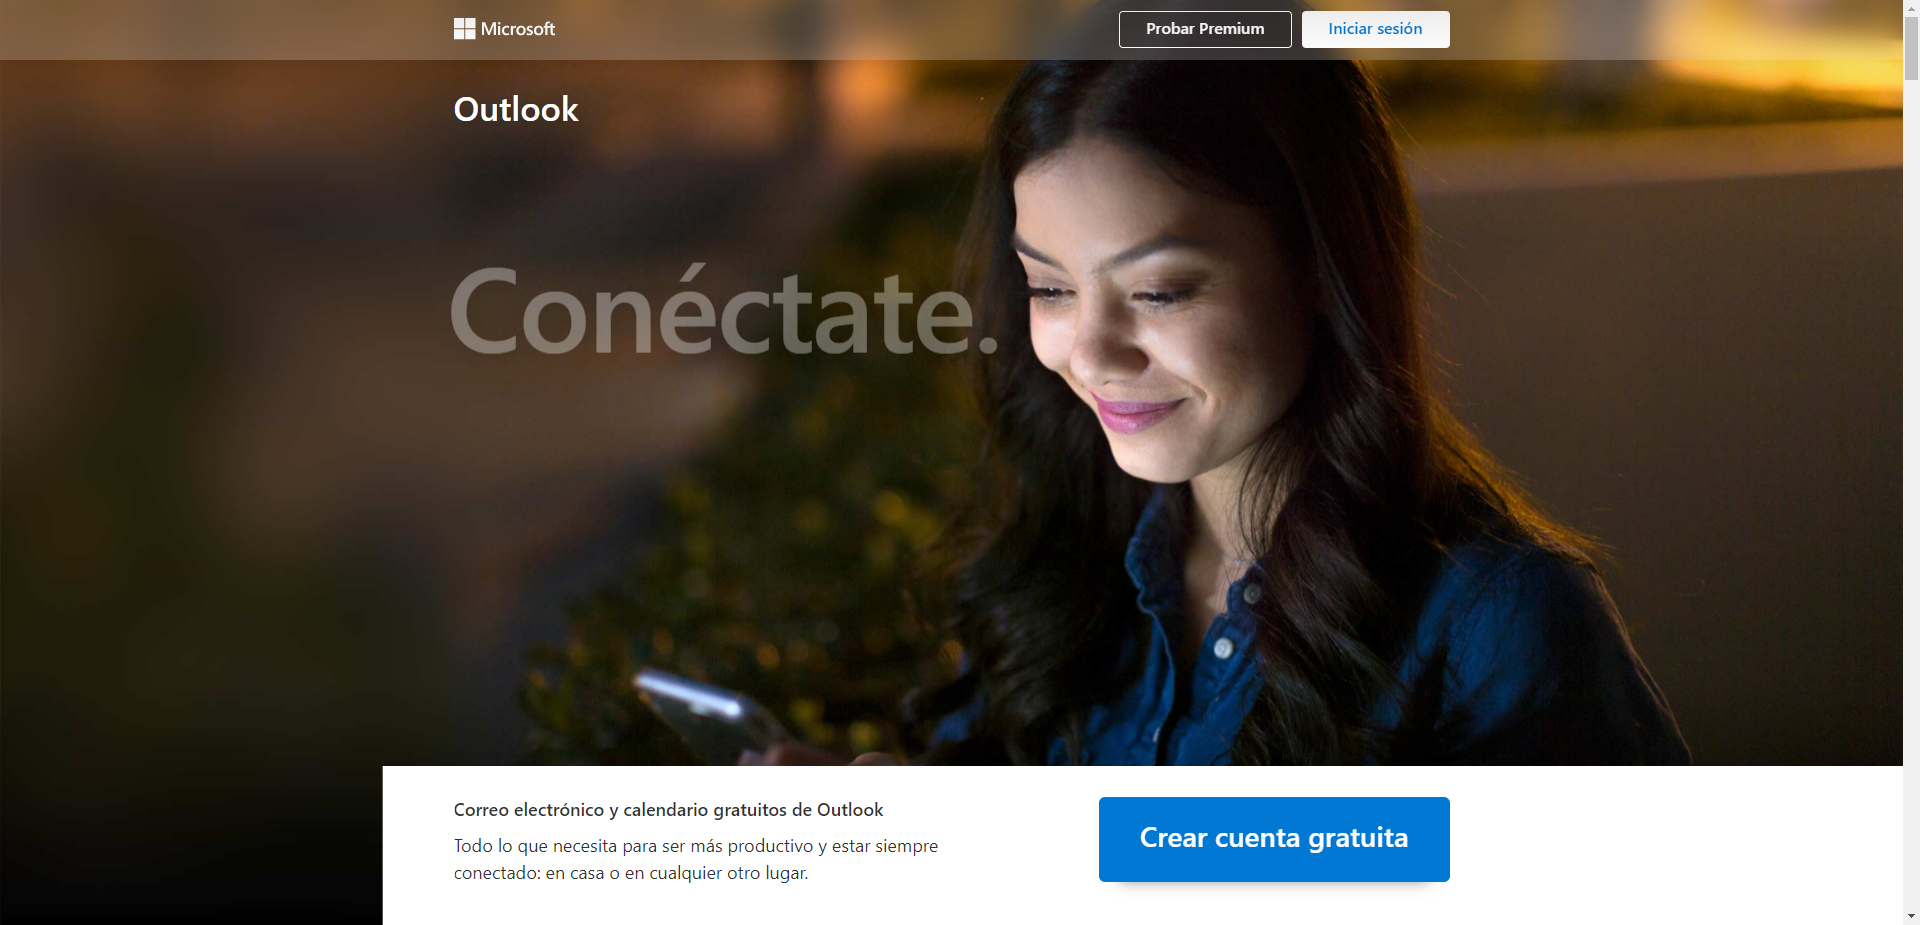 Microsoft
Probar Premium
Iniciar sesión
Outlook
Conéctate.
Correo electrónico y calendario gratuitos de Outlook
Todo lo que necesita para ser más productivo y estar siempre
conectado: en casa o en cualquier otro lugar.
Crear cuenta gratuita